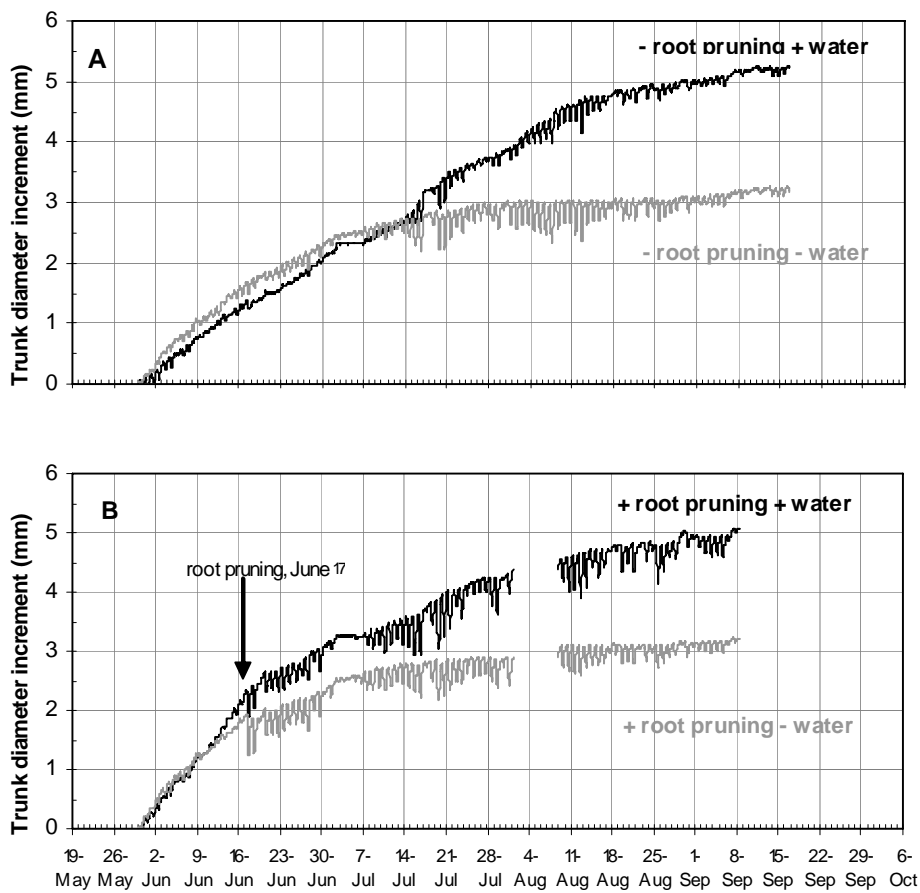 6
5
4
3
2
1
0
Trunk diameter increment (mm)
A
- root pruning + water
- root pruning - water
6
5
4
3
2
1
0
Trunk diameter increment (mm)
B
+ root pruning + water
root pruning, June 17
+ root pruning - water
19- 26- 2- 9- 16- 23- 30- 7- 14- 21- 28- 4- 11- 18- 25- 1- 8- 15- 22- 29- 6-
May May Jun Jun Jun Jun Jun Jul Jul Jul Jul Aug Aug Aug Aug Sep Sep Sep Sep Sep Oct